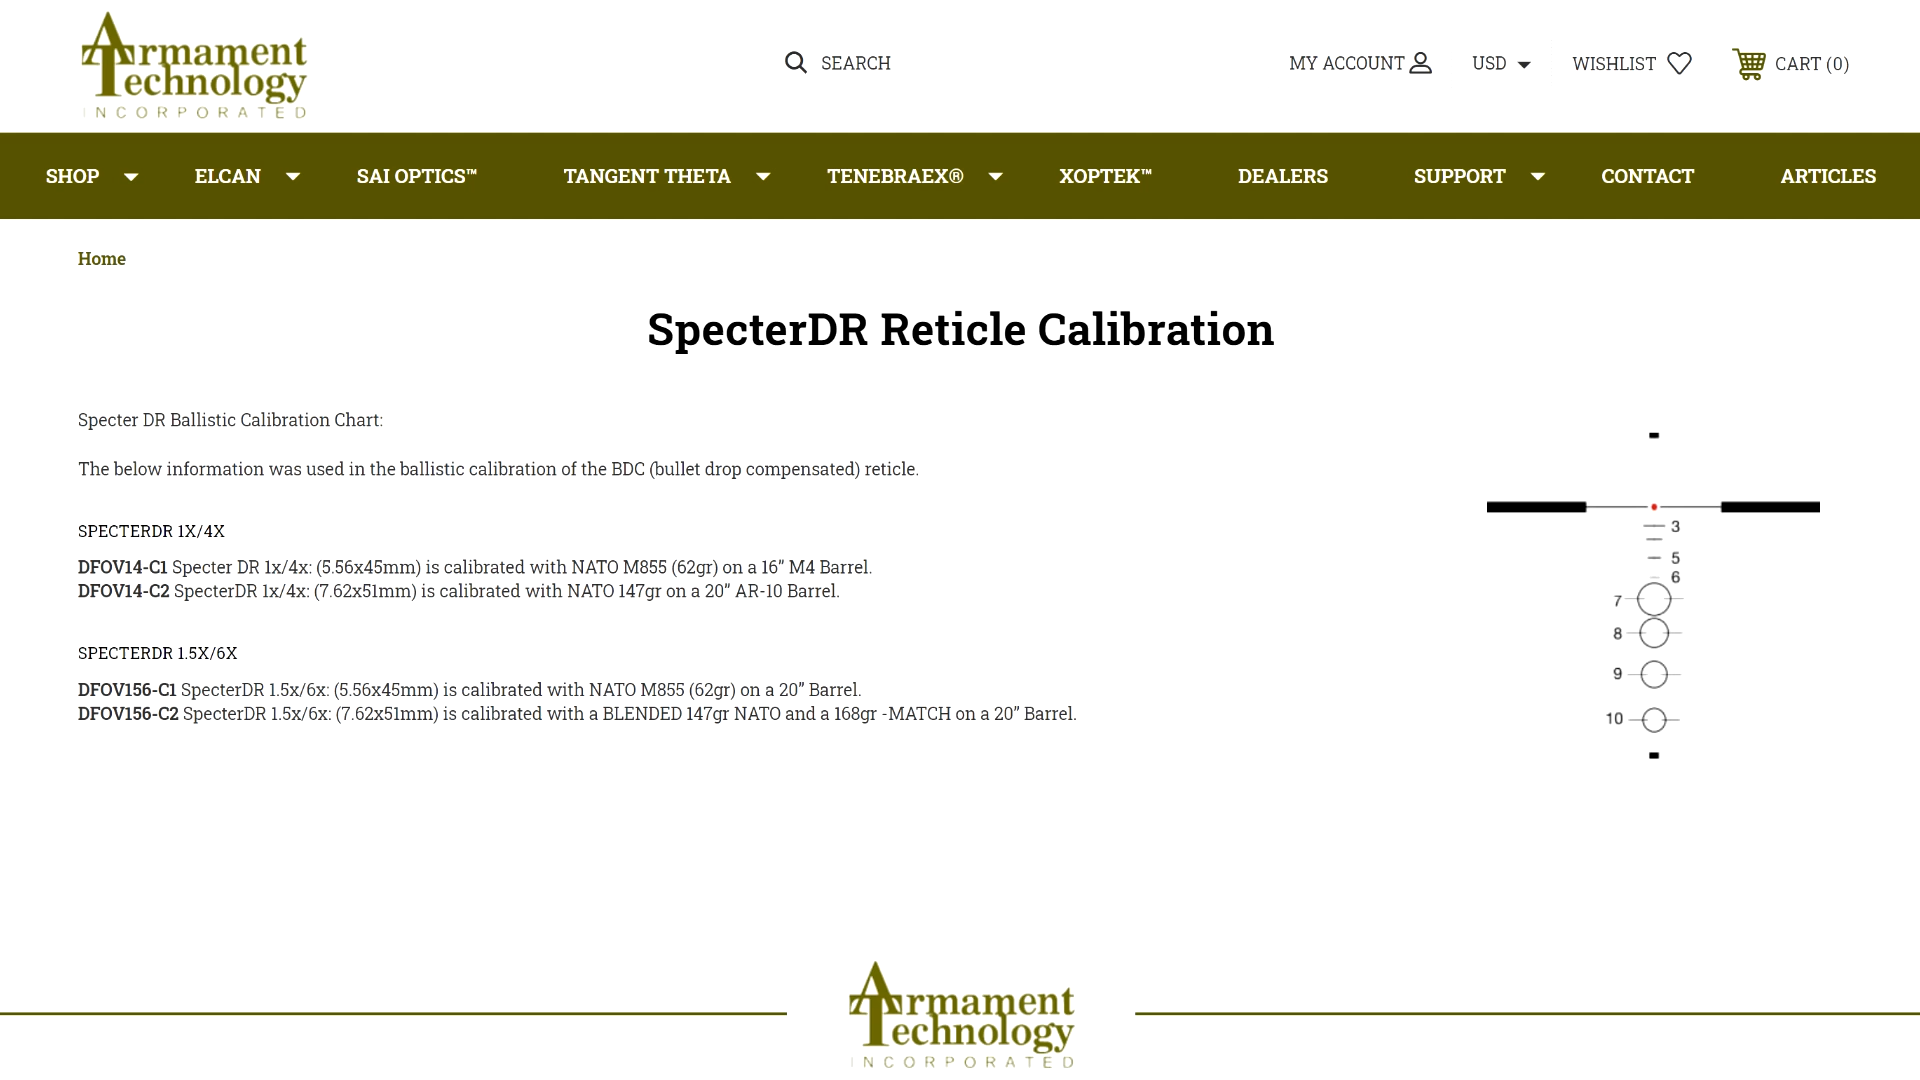 Armament
Technology
INCORPORATED
SEARCH
MY ACCOUNT
USD
WISHLIST
CART (0)
SHOP
ELCAN
SAI OPTICS™
TANGENT THETA
TENEBRAEX®
XOPTEK™
DEALERS
SUPPORT
CONTACT
ARTICLES
Home
SpecterDR Reticle Calibration
Specter DR Ballistic Calibration Chart:
The below information was used in the ballistic calibration of the BDC (bullet drop compensated) reticle.
SPECTERDR 1X/4X
DFOV14-C1 Specter DR 1x/4x: (5.56x45mm) is calibrated with NATO M855 (62gr) on a 16” M4 Barrel.
DFOV14-C2 SpecterDR 1x/4x: (7.62x51mm) is calibrated with NATO 147gr on a 20” AR-10 Barrel.
SPECTERDR 1.5X/6X
DFOV156-C1 SpecterDR 1.5x/6x: (5.56x45mm) is calibrated with NATO M855 (62gr) on a 20” Barrel.
DFOV156-C2 SpecterDR 1.5x/6x: (7.62x51mm) is calibrated with a BLENDED 147gr NATO and a 168gr -MATCH on a 20” Barrel.
3
5
6
7
8
9
10
Armament
Technology
INCORPORATED